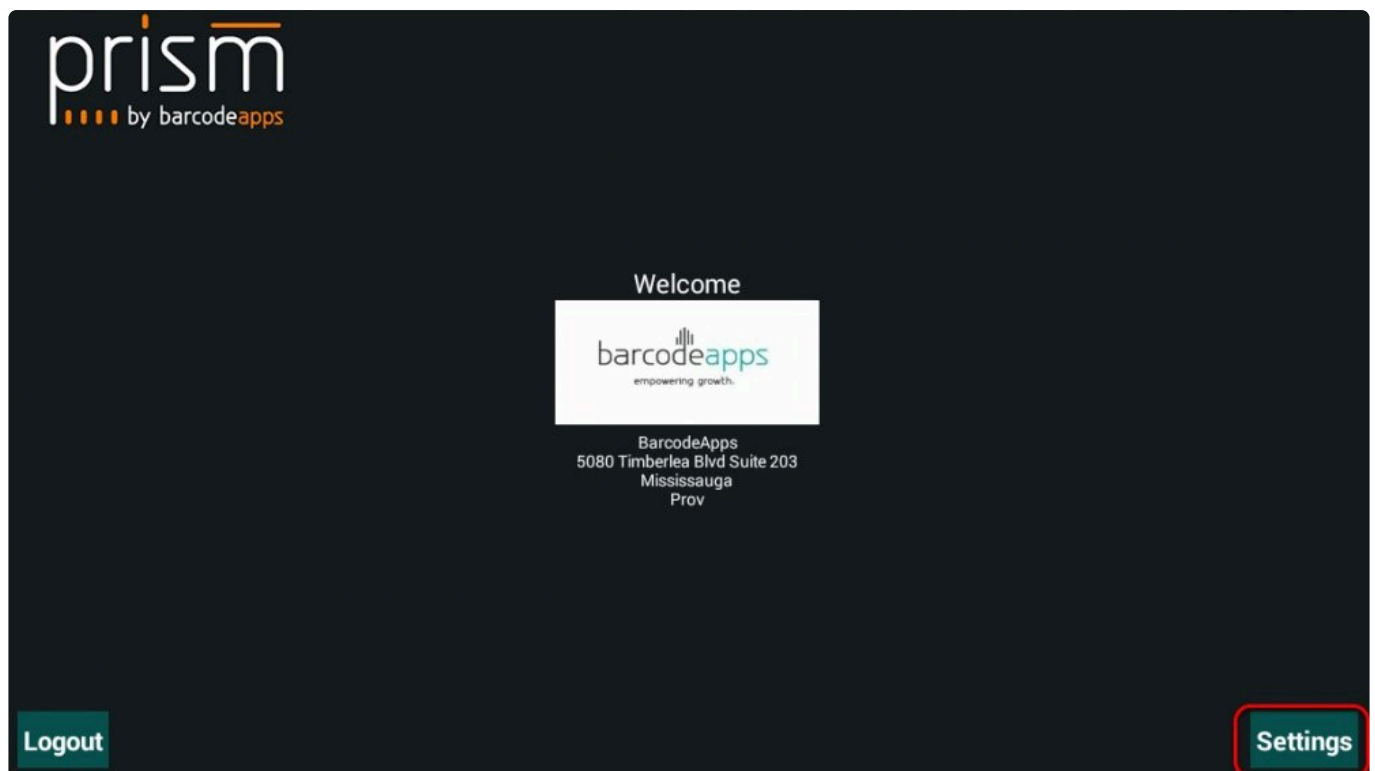 prism
by barcodeapps
Welcome
barcodeapps
empowering growth.
BarcodeApps
5080 Timberlea Blvd Suite 203
Mississauga
Prov
Logout
Settings